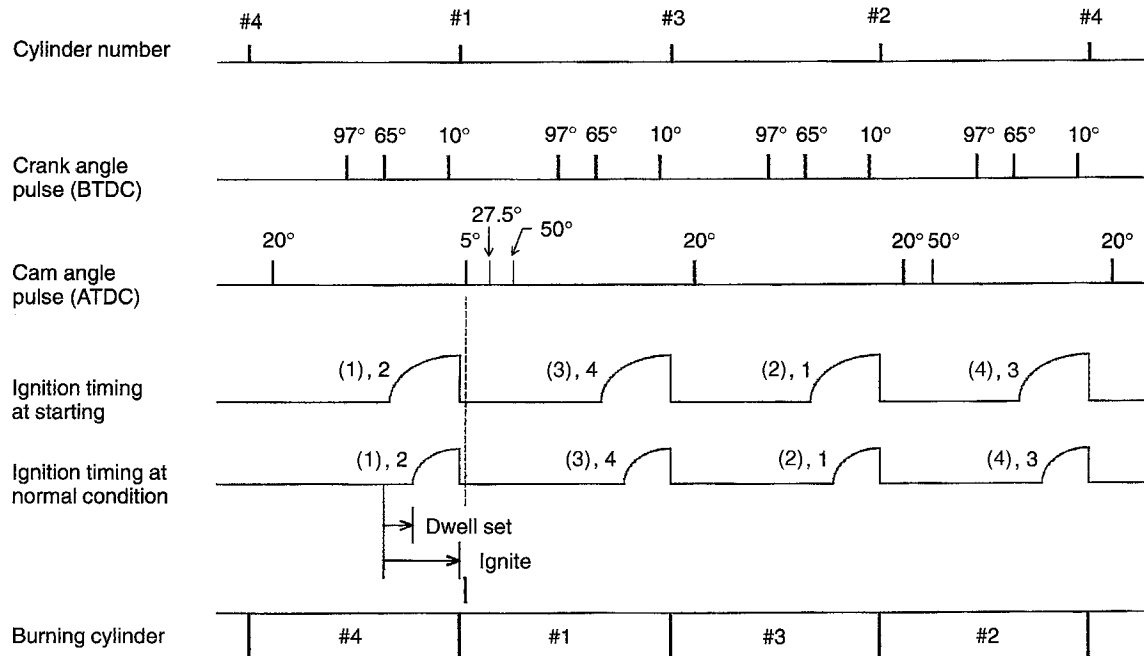 #4 #1 #3 #2 #4
Cylinder number
97° 65° 10° 97° 65° 10° 97° 65° 10° 97° 65° 10°
Crank angle
pulse (BTDC)
27.5°
20° 5° 50° 20° 20° 50° 20°
Cam angle
pulse (ATDC)
(1), 2 (3), 4 (2), 1 (4), 3
Ignition timing
at starting
(1), 2 (3), 4 (2), 1 (4), 3
Ignition timing at
normal condition
Dwell set
Ignite
Burning cylinder #4 #1 #3 #2